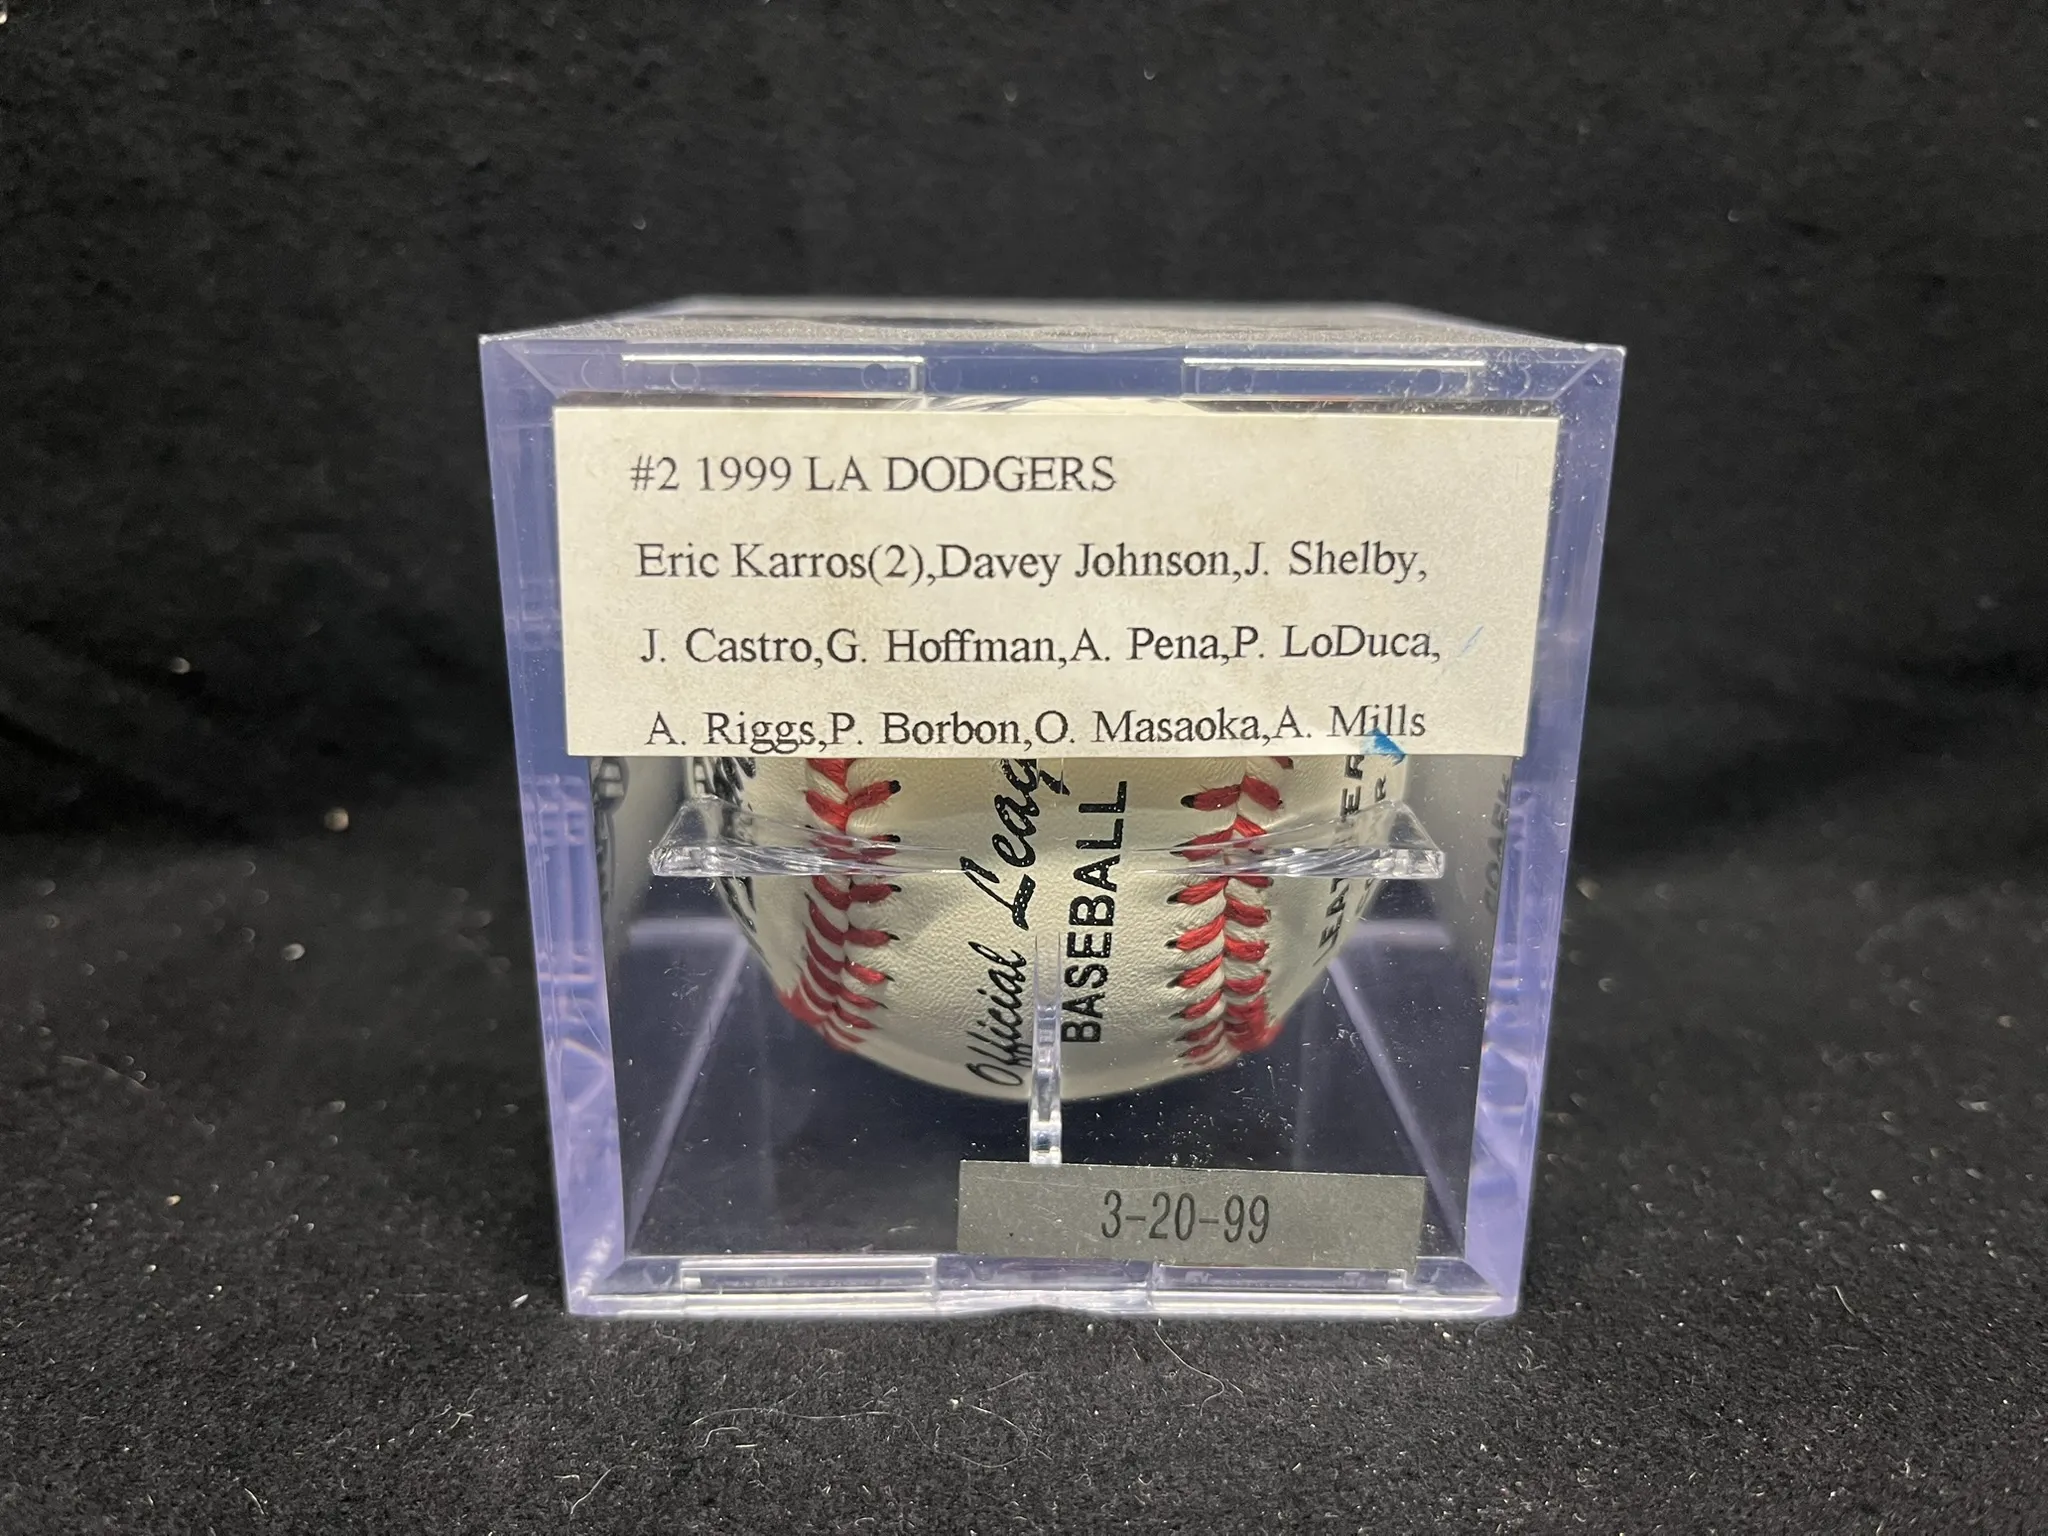 #2 1999 LA DODGERS
Eric Karros(2),Davey Johnson,J. Shelby,
J. Castro,G. Hoffman,A. Pena,P. LoDuca,
A. Riggs,P. Borbon,O. Masaoka,A. Mills
Official
BASEBALL
3-20-99